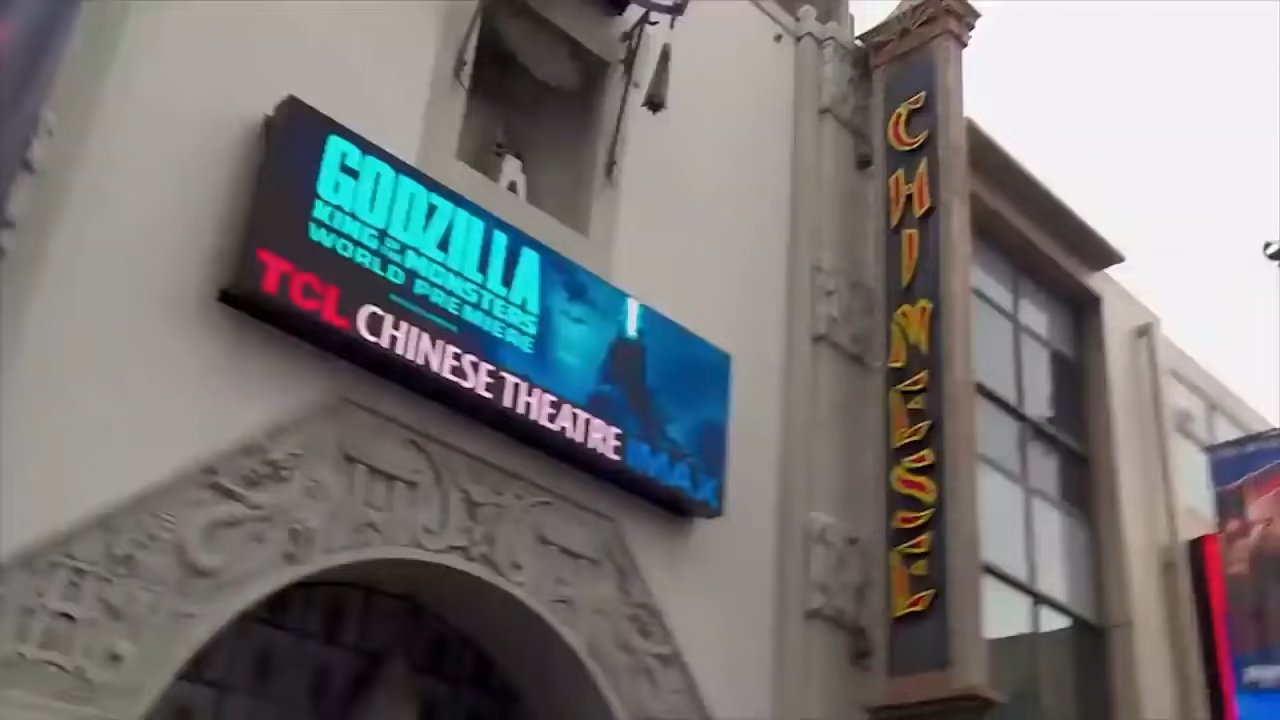 GODZILLA
KING OF THE MONSTERS
WORLD PREMIERE
TCL CHINESE THEATRE IMAX
CHINESE